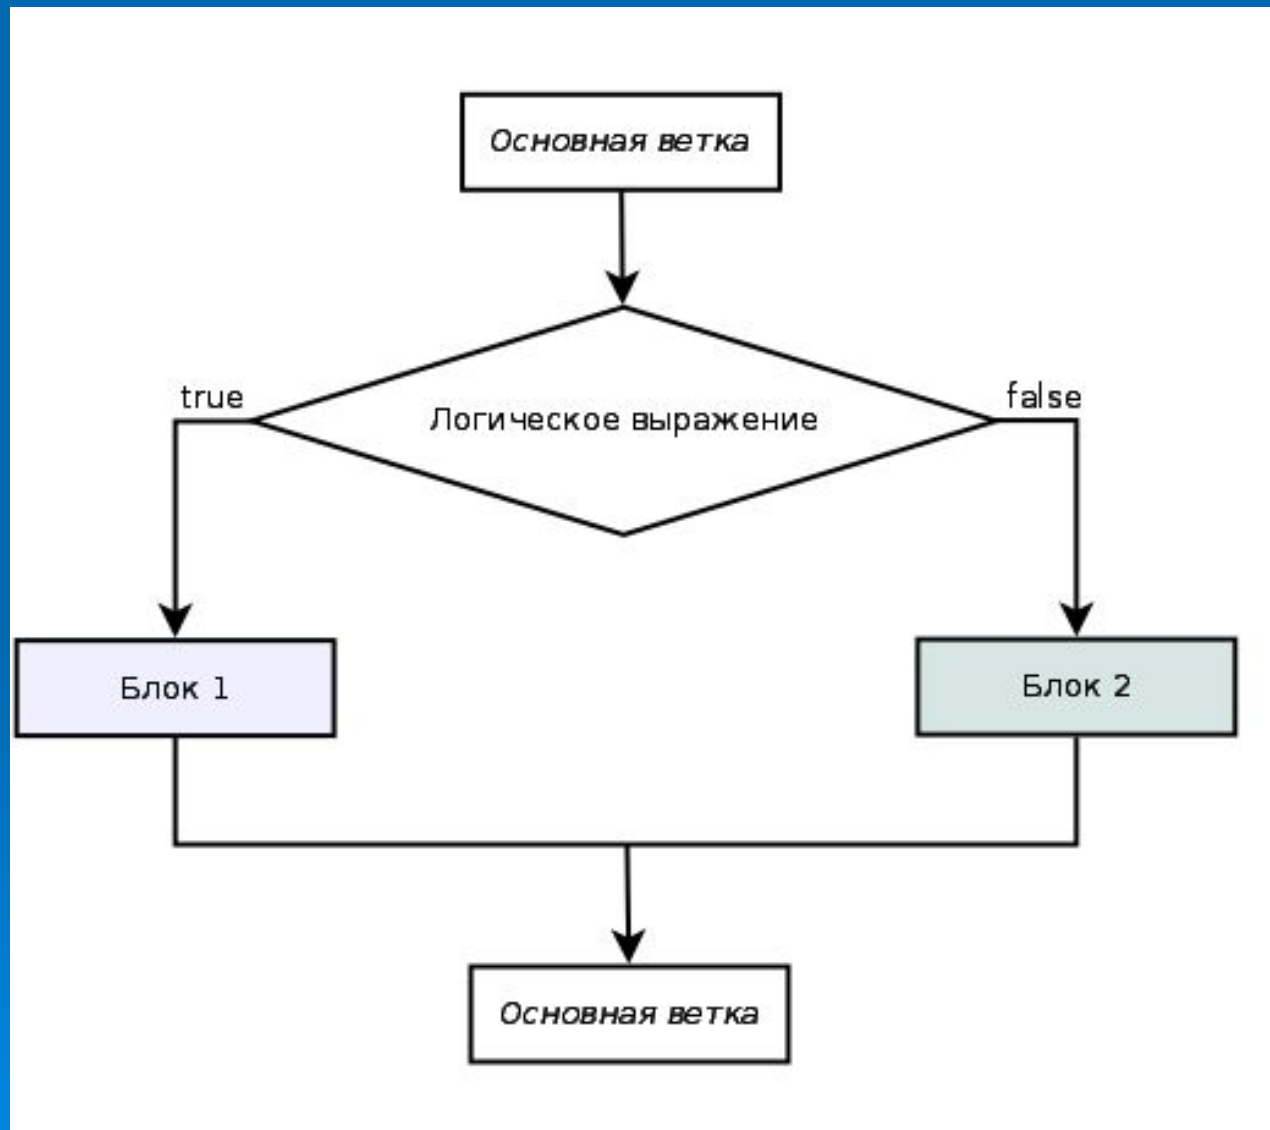 Основная ветка
true
false
Логическое выражение
Блок 1
Блок 2
Основная ветка